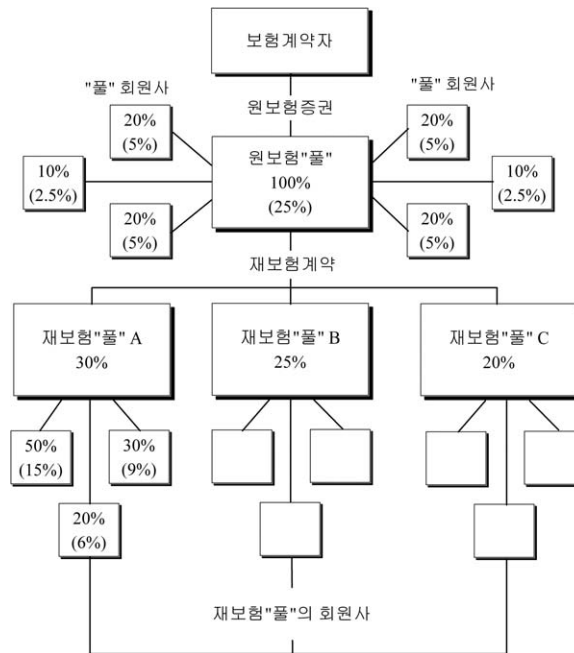 보험계약자
"풀" 회원사
"풀" 회원사
원보험증권
20%
(5%)
20%
(5%)
10%
(2.5%)
원보험"풀"
100%
(25%)
10%
(2.5%)
20%
(5%)
20%
(5%)
재보험계약
재보험"풀" A
30%
재보험"풀" B
25%
재보험"풀" C
20%
50%
(15%)
30%
(9%)
20%
(6%)
재보험"풀"의 회원사